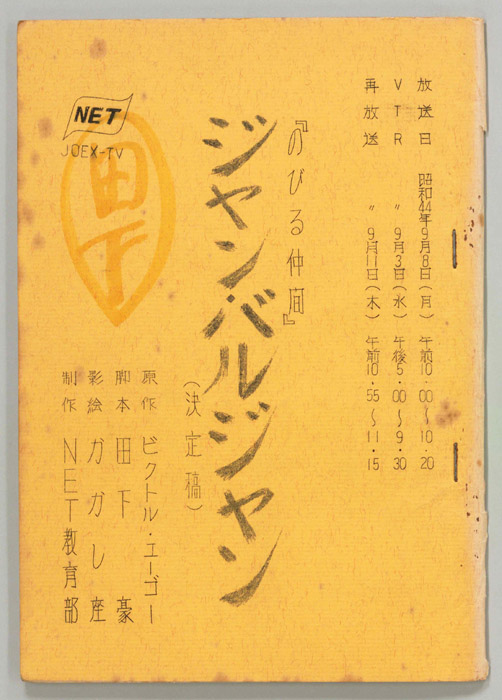 放送日 昭和44年9月8日(月) 午前10・00〜10・20
VTR 〃 9月3日(水) 午後5・00〜9・30
再放送 〃 9月11日(木) 午前10・55〜11・15
『のびる仲間』
ジャン・バルジャン
(決定稿)
NET
JOEX-TV
田下
原作 ビクトル・ユーゴー
脚本 田下豪
影絵 ガガレ座
制作 NET教育部